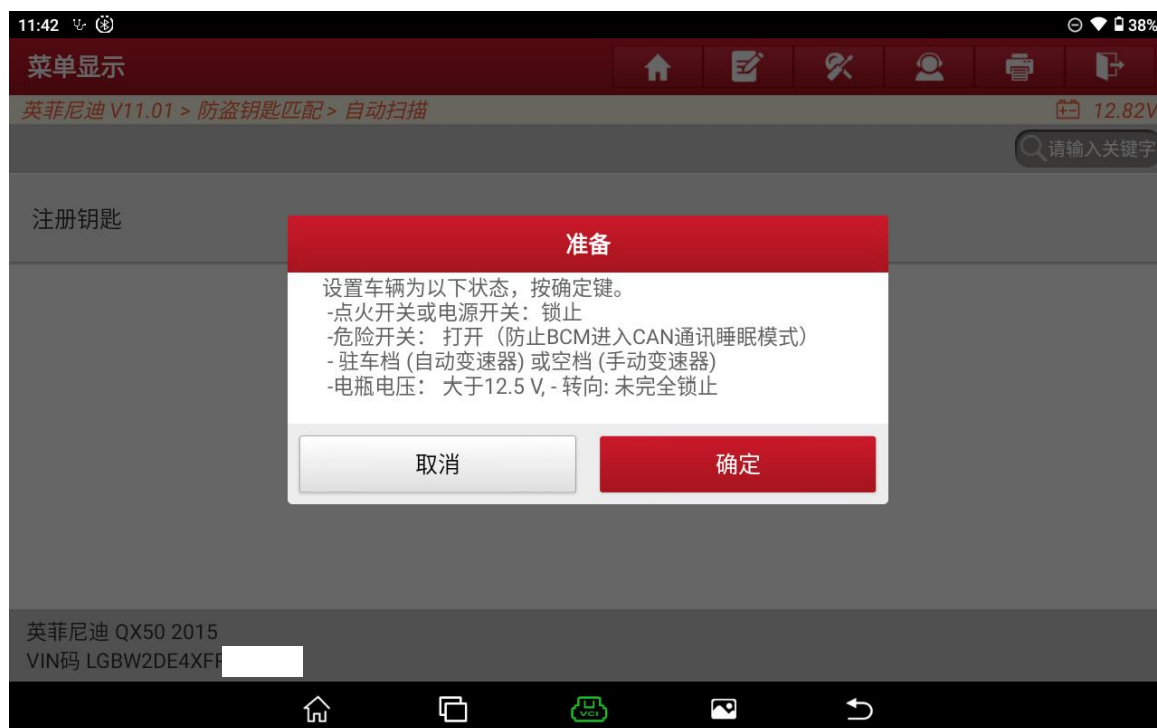 11:42
38%
菜单显示
英菲尼迪 V11.01 > 防盗钥匙匹配 > 自动扫描
12.82V
请输入关键字
注册钥匙
准备
设置车辆为以下状态，按确定键。
-点火开关或电源开关：锁止
-危险开关： 打开（防止BCM进入CAN通讯睡眠模式）
- 驻车档 (自动变速器) 或空档 (手动变速器)
-电瓶电压： 大于12.5 V, - 转向: 未完全锁止
取消
确定
英菲尼迪 QX50 2015
VIN码 LGBW2DE4XF
VCI